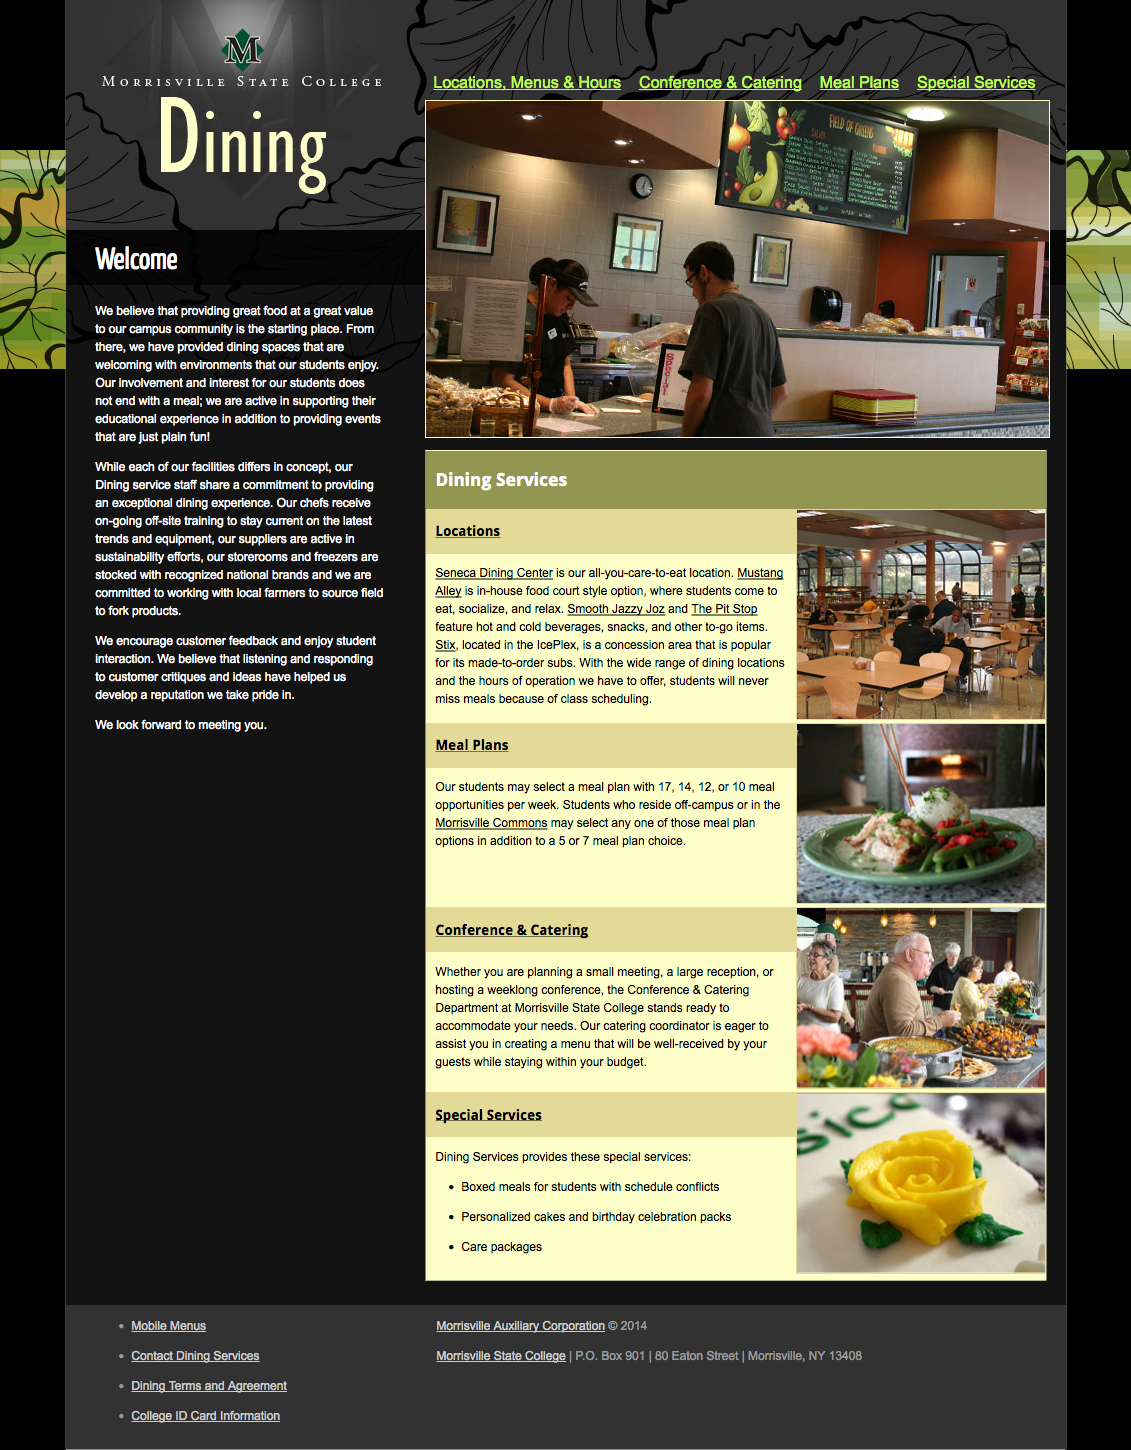 M
MORRISVILLE STATE COLLEGE
Dining
Locations, Menus & Hours Conference & Catering Meal Plans Special Services
FIELD OF GREENS
Special
Welcome
We believe that providing great food at a great value
to our campus community is the starting place. From
there, we have provided dining spaces that are
welcoming with environments that our students enjoy.
Our involvement and interest for our students does
not end with a meal; we are active in supporting their
educational experience in addition to providing events
that are just plain fun!
While each of our facilities differs in concept, our
Dining service staff share a commitment to providing
an exceptional dining experience. Our chefs receive
on-going off-site training to stay current on the latest
trends and equipment, our suppliers are active in
sustainability efforts, our storerooms and freezers are
stocked with recognized national brands and we are
committed to working with local farmers to source field
to fork products.
We encourage customer feedback and enjoy student
interaction. We believe that listening and responding
to customer critiques and ideas have helped us
develop a reputation we take pride in.
We look forward to meeting you.
Dining Services
Locations
Seneca Dining Center is our all-you-care-to-eat location. Mustang
Alley is in-house food court style option, where students come to
eat, socialize, and relax. Smooth Jazzy Joz and The Pit Stop
feature hot and cold beverages, snacks, and other to-go items.
Stix, located in the IcePlex, is a concession area that is popular
for its made-to-order subs. With the wide range of dining locations
and the hours of operation we have to offer, students will never
miss meals because of class scheduling.
Meal Plans
Our students may select a meal plan with 17, 14, 12, or 10 meal
opportunities per week. Students who reside off-campus or in the
Morrisville Commons may select any one of those meal plan
options in addition to a 5 or 7 meal plan choice.
Conference & Catering
Whether you are planning a small meeting, a large reception, or
hosting a weeklong conference, the Conference & Catering
Department at Morrisville State College stands ready to
accommodate your needs. Our catering coordinator is eager to
assist you in creating a menu that will be well-received by your
guests while staying within your budget.
Special Services
Dining Services provides these special services:
• Boxed meals for students with schedule conflicts
• Personalized cakes and birthday celebration packs
• Care packages
• Mobile Menus
• Contact Dining Services
• Dining Terms and Agreement
• College ID Card Information
Morrisville Auxiliary Corporation © 2014
Morrisville State College | P.O. Box 901 | 80 Eaton Street | Morrisville, NY 13408